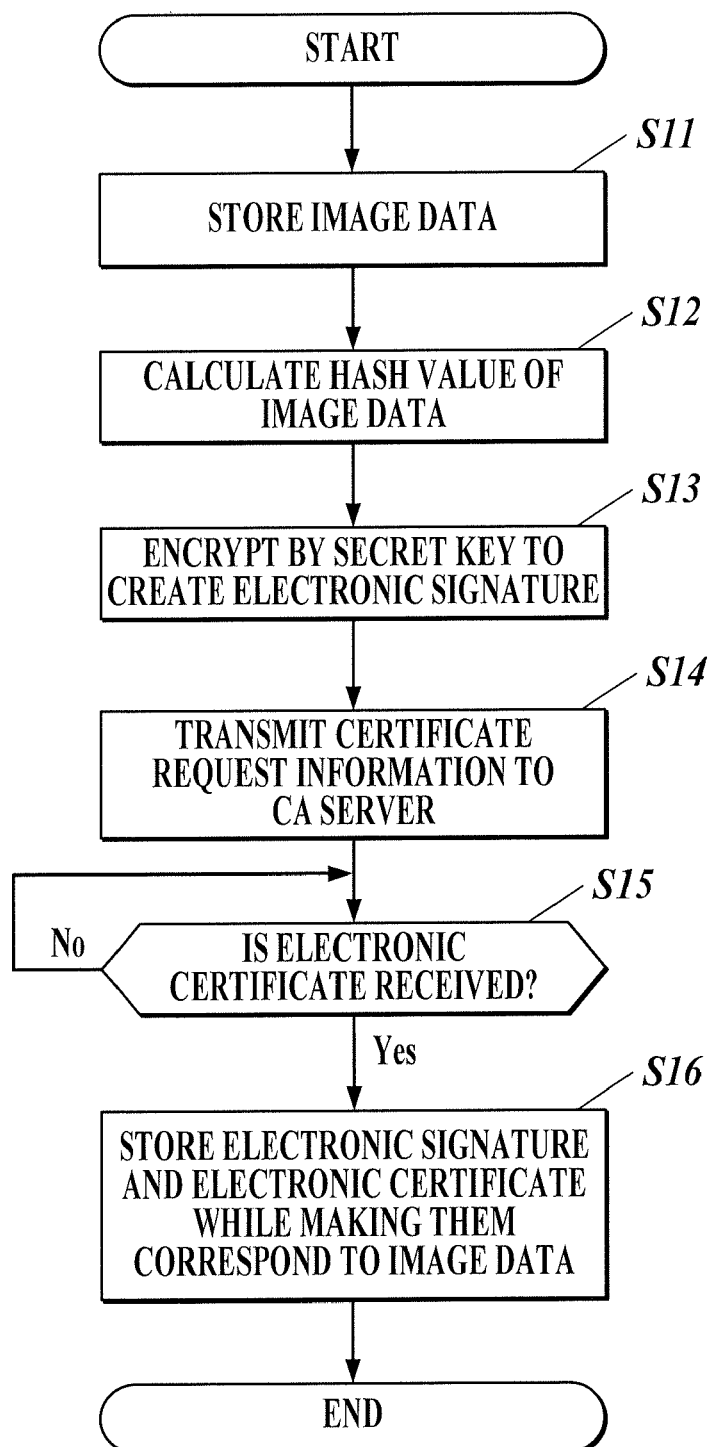 START
S11
STORE IMAGE DATA
S12
CALCULATE HASH VALUE OF
IMAGE DATA
S13
ENCRYPT BY SECRET KEY TO
CREATE ELECTRONIC SIGNATURE
S14
TRANSMIT CERTIFICATE
REQUEST INFORMATION TO
CA SERVER
S15
No
IS ELECTRONIC
CERTIFICATE RECEIVED?
Yes
S16
STORE ELECTRONIC SIGNATURE
AND ELECTRONIC CERTIFICATE
WHILE MAKING THEM
CORRESPOND TO IMAGE DATA
END